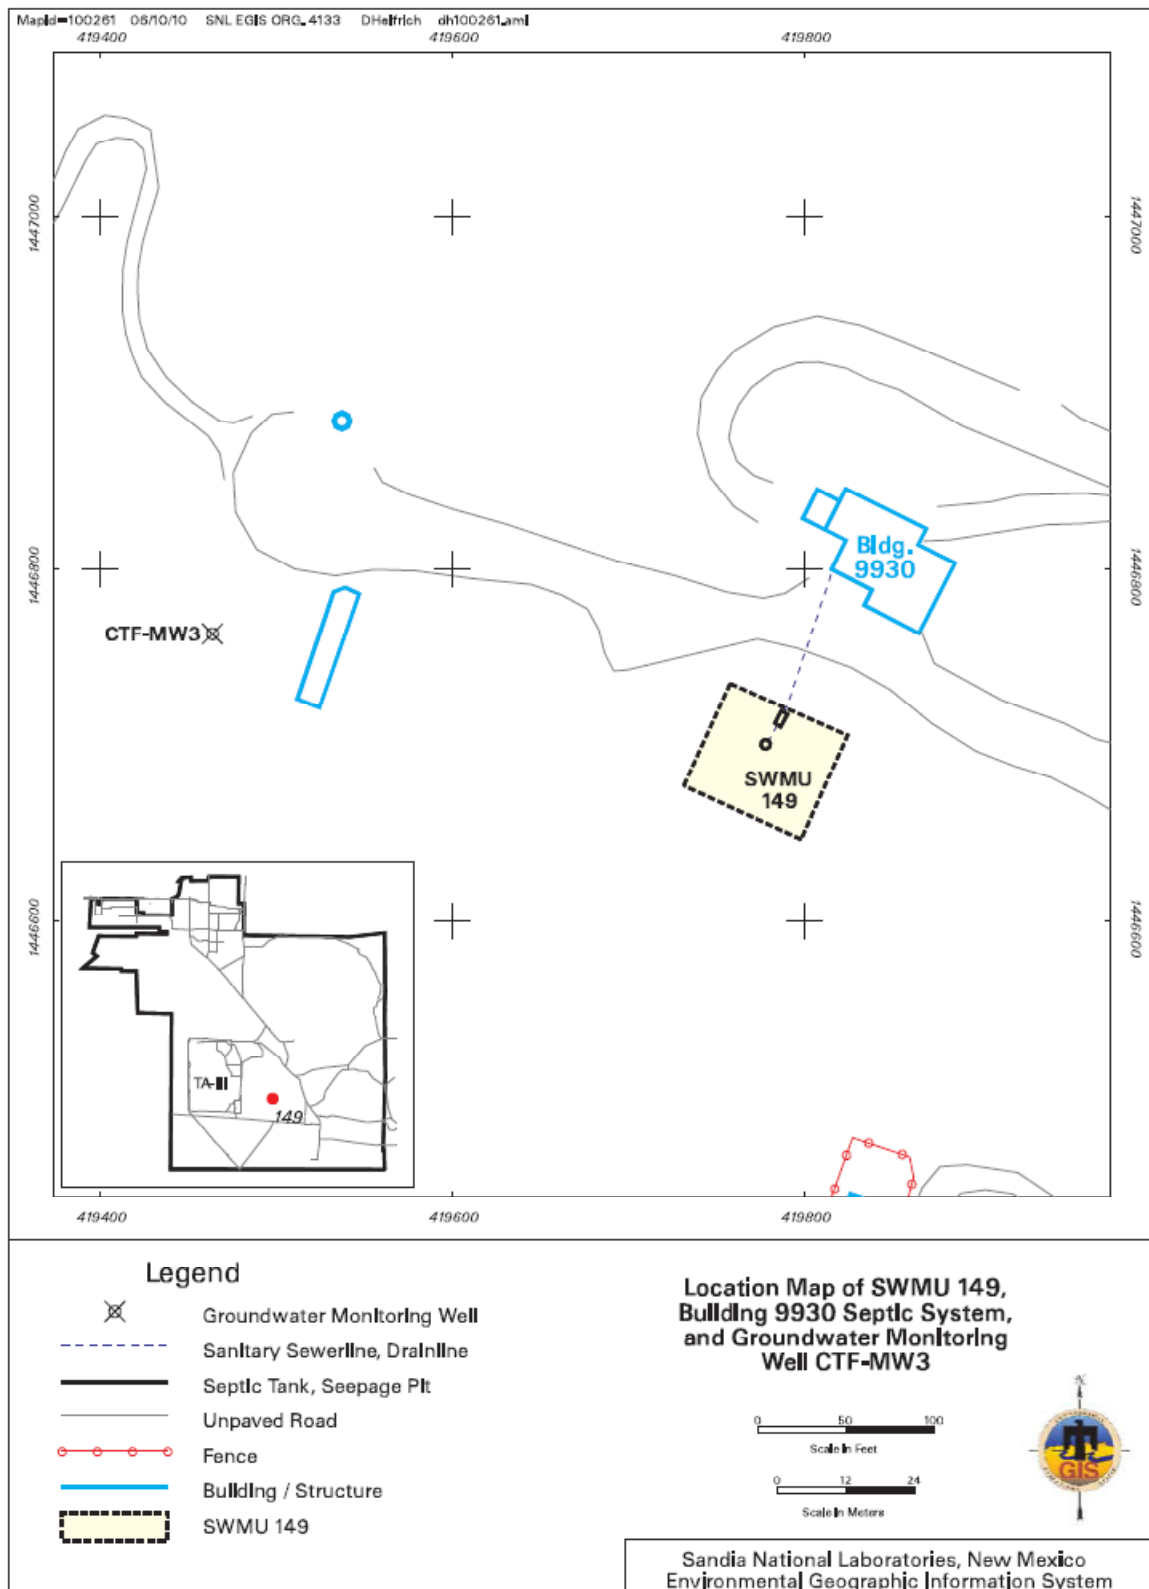 MapId=100261 06/10/10 SNL EGIS ORG. 4133 DHelfrich dh100261.aml
419400 419600 419800
1447000 1447000
Bldg.
9930
1446800 1446800
CTF-MW3
SWMU
149
1446600 1446600
TA-III
149
419400 419600 419800
Legend
Groundwater Monitoring Well
Sanitary Sewerline, Drainline
Septic Tank, Seepage Pit
Unpaved Road
Fence
Building / Structure
SWMU 149
Location Map of SWMU 149,
Building 9930 Septic System,
and Groundwater Monitoring
Well CTF-MW3
0 50 100
Scale in Feet
0 12 24
Scale in Meters
N
GIS
Sandia National Laboratories, New Mexico
Environmental Geographic Information System